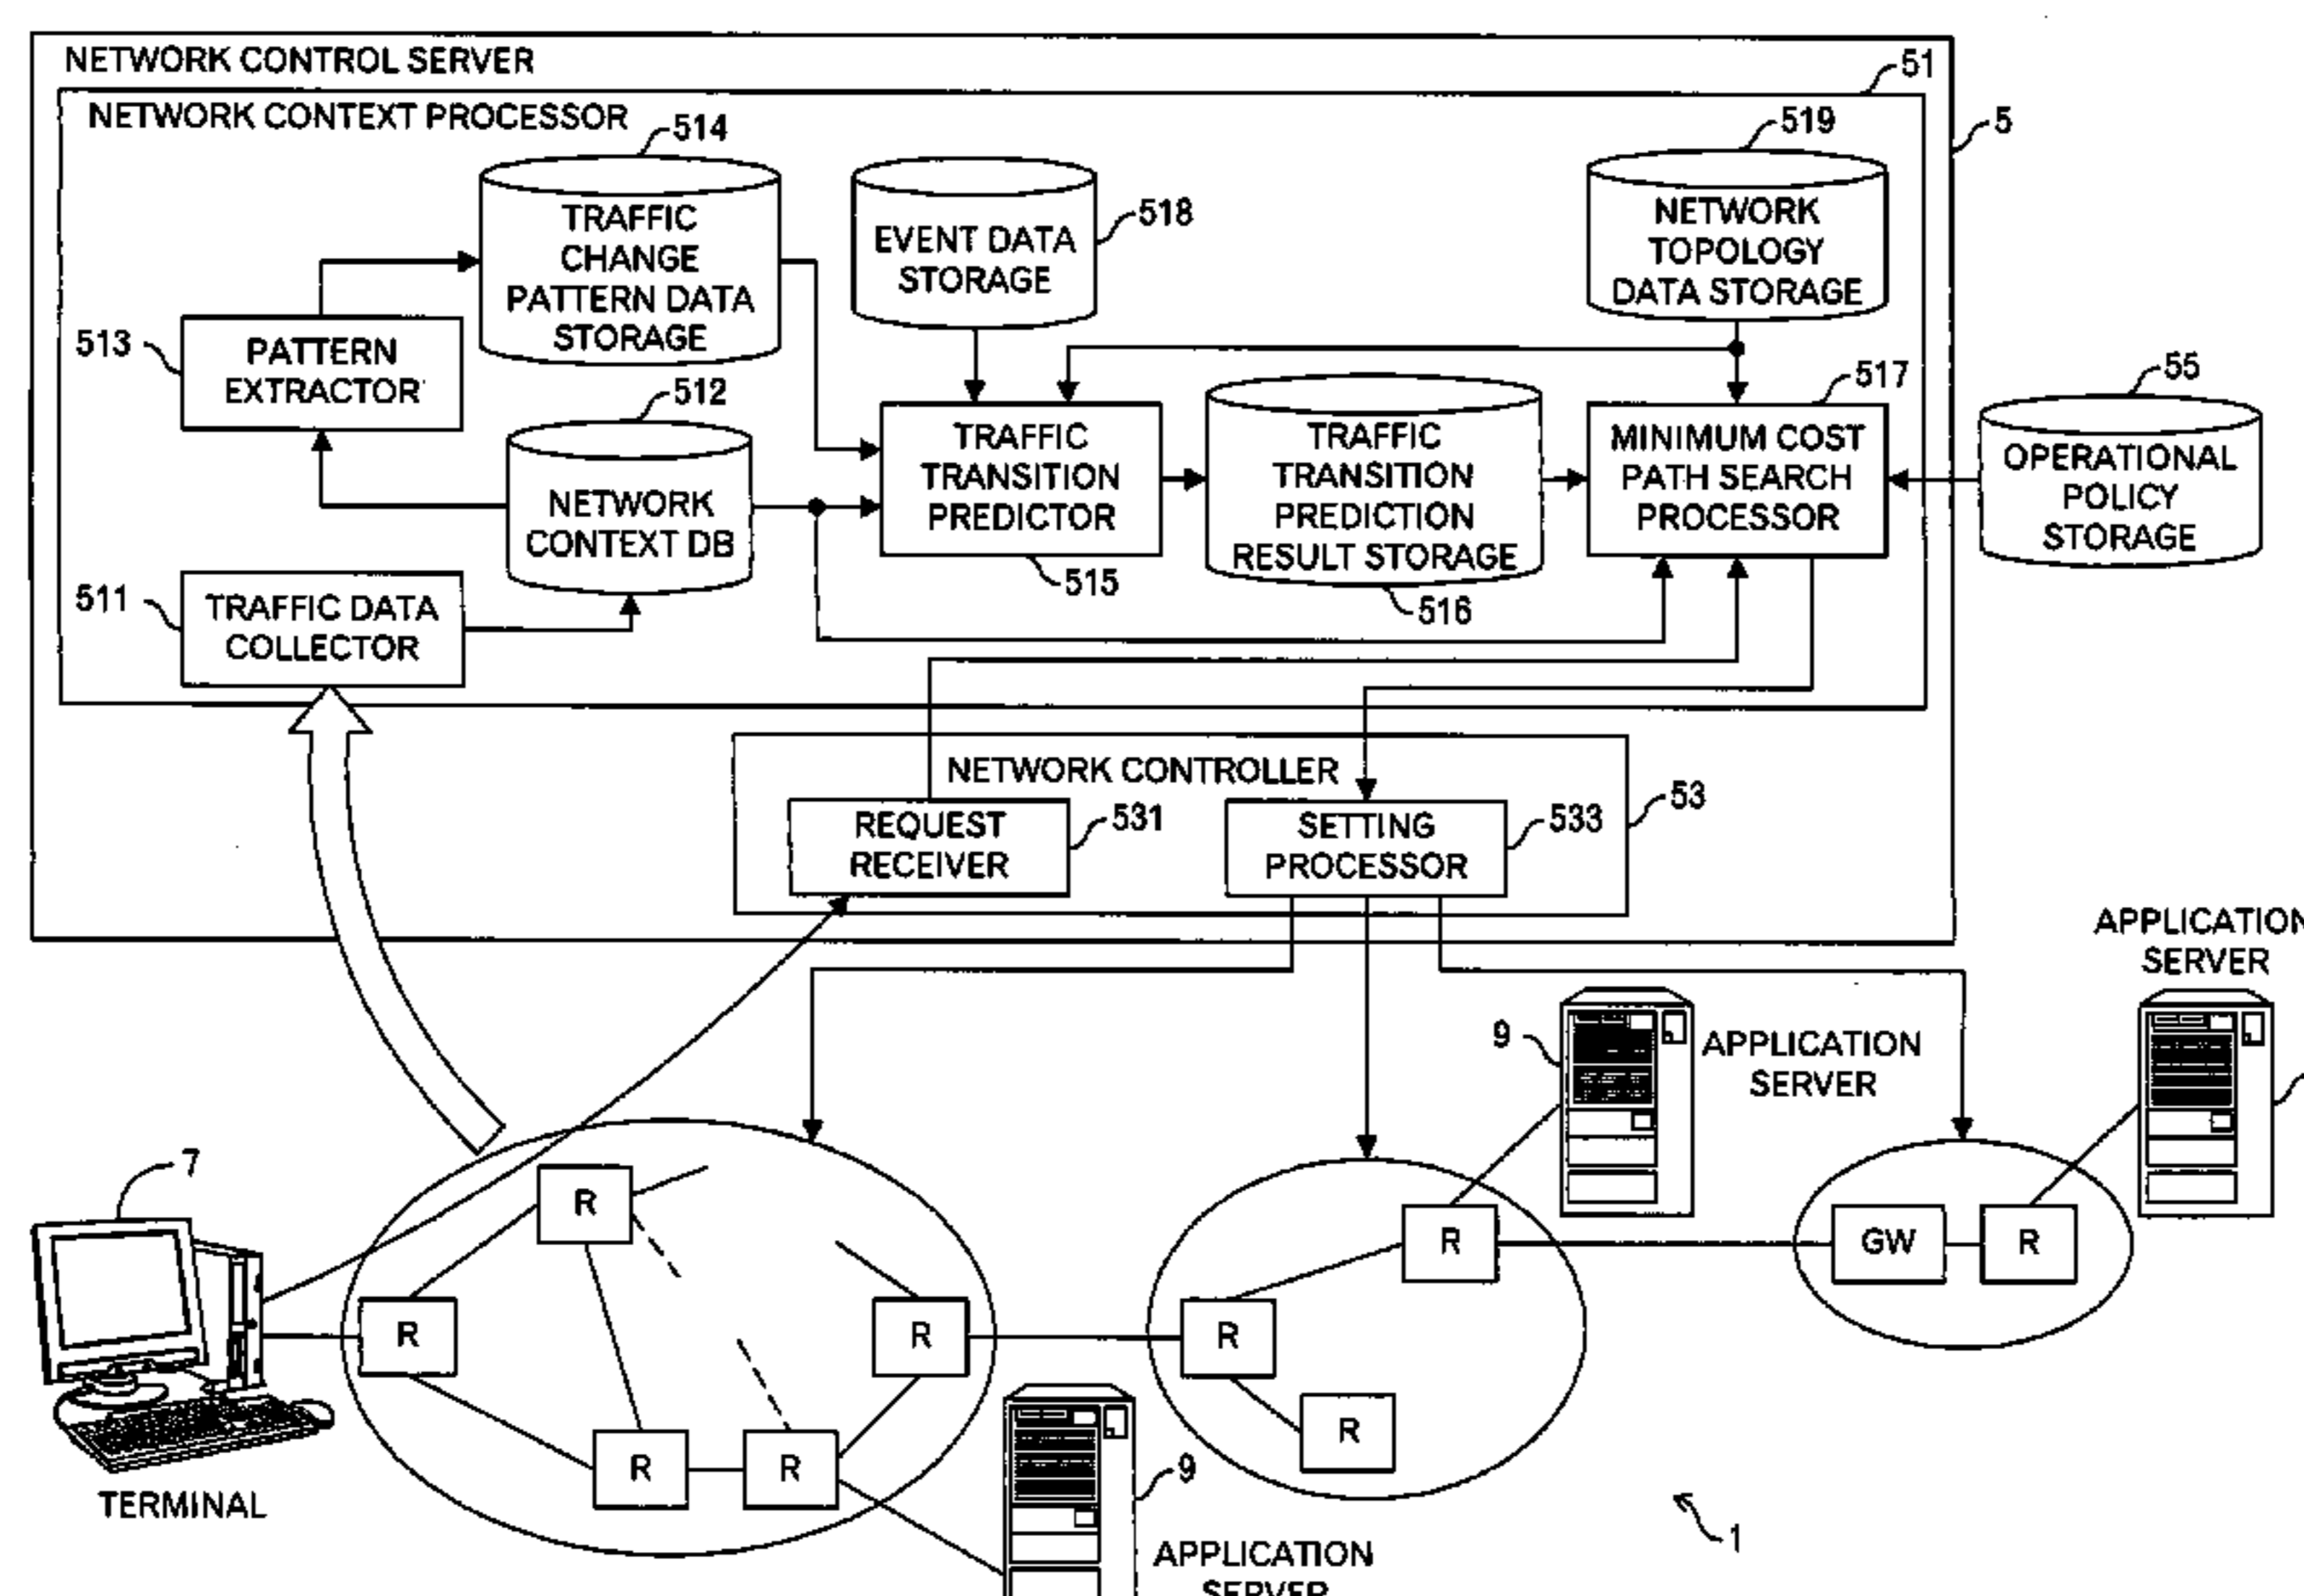 NETWORK CONTROL SERVER
51
NETWORK CONTEXT PROCESSOR
5
514
519
TRAFFIC
CHANGE
PATTERN DATA
STORAGE
EVENT DATA
STORAGE
518
NETWORK
TOPOLOGY
DATA STORAGE
513
PATTERN
EXTRACTOR
512
517
55
NETWORK
CONTEXT DB
TRAFFIC
TRANSITION
PREDICTOR
TRAFFIC
TRANSITION
PREDICTION
RESULT STORAGE
MINIMUM COST
PATH SEARCH
PROCESSOR
OPERATIONAL
POLICY
STORAGE
511
TRAFFIC DATA
COLLECTOR
515
516
NETWORK CONTROLLER
53
REQUEST
RECEIVER
531
SETTING
PROCESSOR
533
APPLICATION
SERVER
9
APPLICATION
SERVER
7
R
R
GW
R
R
R
R
R
R
R
TERMINAL
9
APPLICATION
SERVER
1